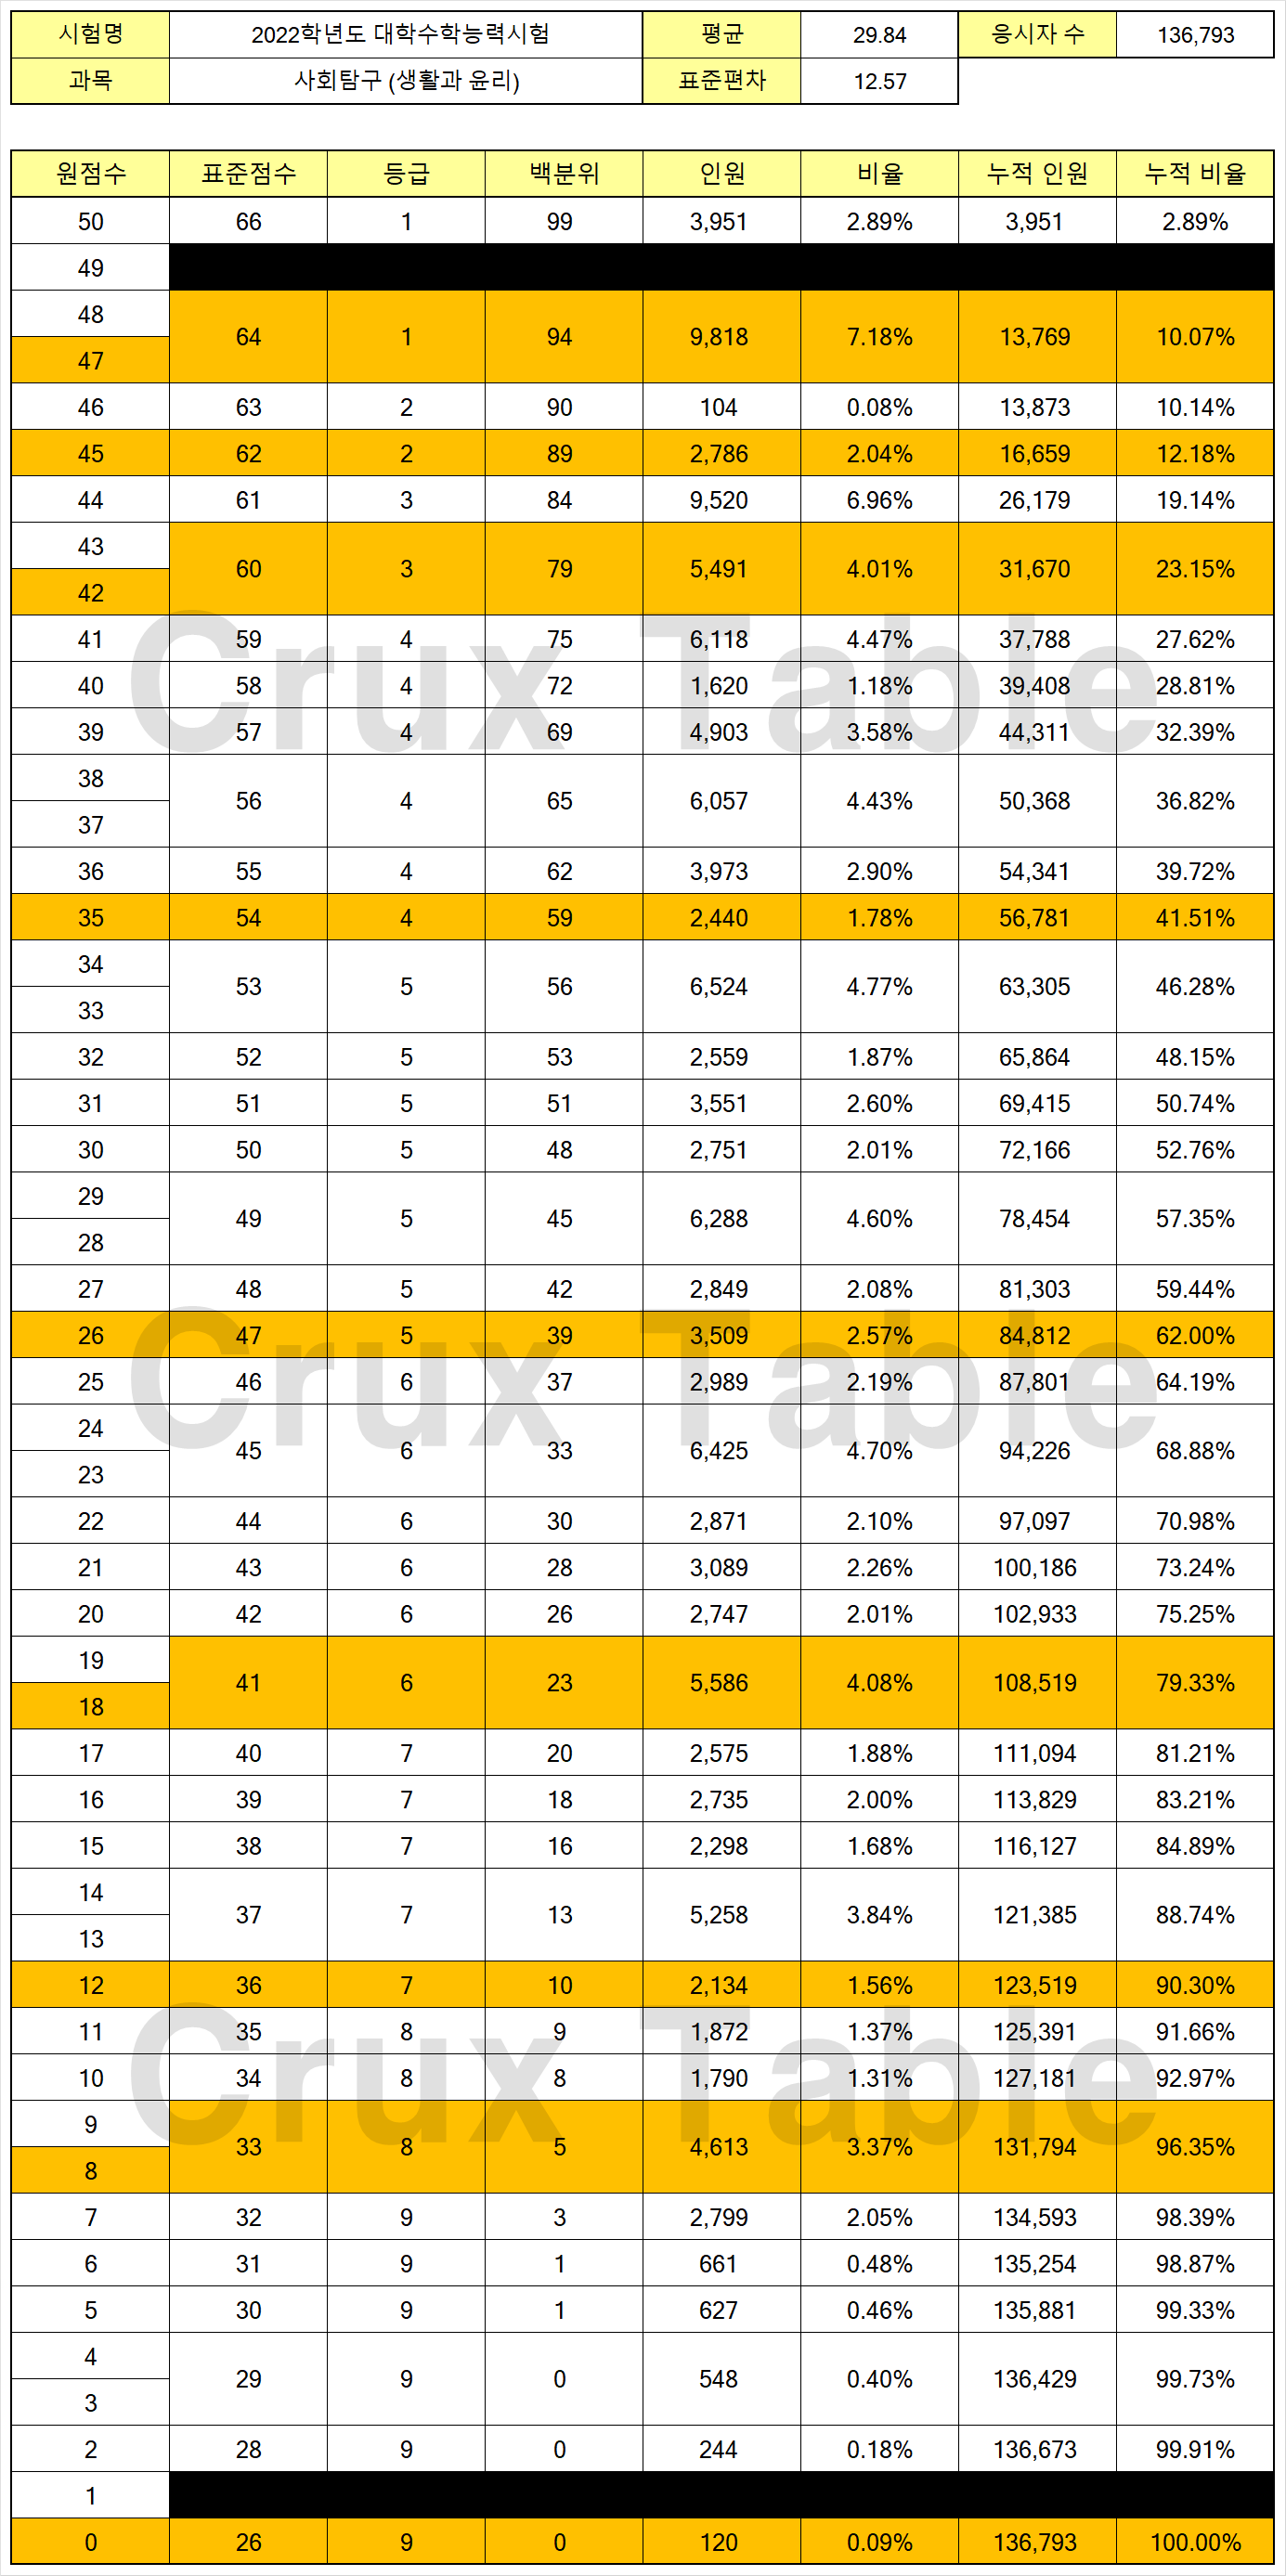 시험명 2022학년도 대학수학능력시험 평균 29.84 응시자 수 136,793
과목 사회탐구 (생활과 윤리) 표준편차 12.57
원점수 표준점수 등급 백분위 인원 비율 누적 인원 누적 비율
50 66 1 99 3,951 2.89% 3,951 2.89%
49
48
64 1 94 9,818 7.18% 13,769 10.07%
47
46 63 2 90 104 0.08% 13,873 10.14%
45 62 2 89 2,786 2.04% 16,659 12.18%
44 61 3 84 9,520 6.96% 26,179 19.14%
43
60 3 79 5,491 4.01% 31,670 23.15%
42
41 59 4 75 6,118 4.47% 37,788 27.62%
Crux Table
40 58 4 72 1,620 1.18% 39,408 28.81%
39 57 4 69 4,903 3.58% 44,311 32.39%
38
56 4 65 6,057 4.43% 50,368 36.82%
37
36 55 4 62 3,973 2.90% 54,341 39.72%
35 54 4 59 2,440 1.78% 56,781 41.51%
34
53 5 56 6,524 4.77% 63,305 46.28%
33
32 52 5 53 2,559 1.87% 65,864 48.15%
31 51 5 51 3,551 2.60% 69,415 50.74%
30 50 5 48 2,751 2.01% 72,166 52.76%
29
49 5 45 6,288 4.60% 78,454 57.35%
28
27 48 5 42 2,849 2.08% 81,303 59.44%
26 47 5 39 3,509 2.57% 84,812 62.00%
Crux Table
25 46 6 37 2,989 2.19% 87,801 64.19%
24
45 6 33 6,425 4.70% 94,226 68.88%
23
22 44 6 30 2,871 2.10% 97,097 70.98%
21 43 6 28 3,089 2.26% 100,186 73.24%
20 42 6 26 2,747 2.01% 102,933 75.25%
19
41 6 23 5,586 4.08% 108,519 79.33%
18
17 40 7 20 2,575 1.88% 111,094 81.21%
16 39 7 18 2,735 2.00% 113,829 83.21%
15 38 7 16 2,298 1.68% 116,127 84.89%
14
37 7 13 5,258 3.84% 121,385 88.74%
13
12 36 7 10 2,134 1.56% 123,519 90.30%
11 35 8 9 1,872 1.37% 125,391 91.66%
Crux Table
10 34 8 8 1,790 1.31% 127,181 92.97%
9
33 8 5 4,613 3.37% 131,794 96.35%
8
7 32 9 3 2,799 2.05% 134,593 98.39%
6 31 9 1 661 0.48% 135,254 98.87%
5 30 9 1 627 0.46% 135,881 99.33%
4
29 9 0 548 0.40% 136,429 99.73%
3
2 28 9 0 244 0.18% 136,673 99.91%
1
0 26 9 0 120 0.09% 136,793 100.00%